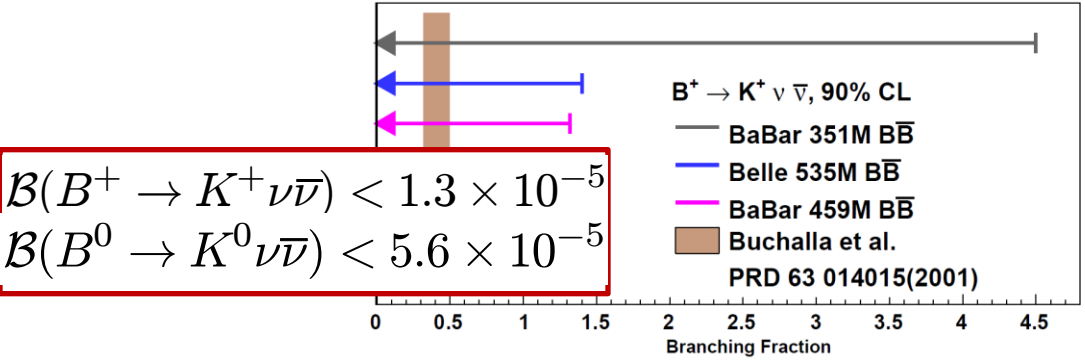 B⁺ → K⁺ ν ν̅, 90% CL
BaBar 351M BB̅
Belle 535M BB̅
BaBar 459M BB̅
Buchalla et al.
PRD 63 014015(2001)
ℬ(B⁺ → K⁺νν̅) < 1.3 × 10⁻⁵
ℬ(B⁰ → K⁰νν̅) < 5.6 × 10⁻⁵
0 0.5 1 1.5 2 2.5 3 3.5 4 4.5
Branching Fraction